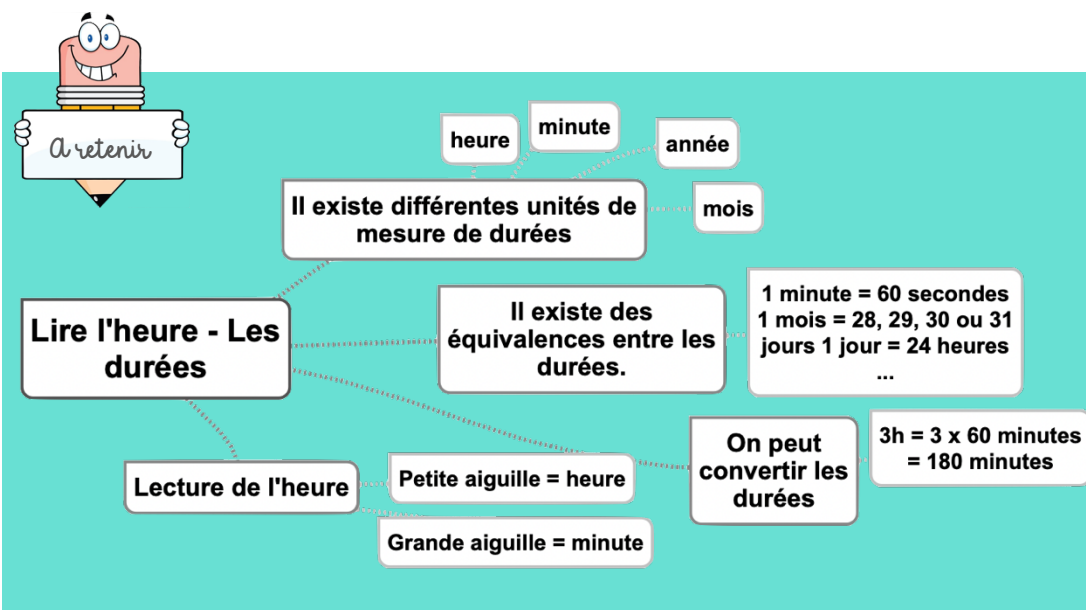 A retenir
heure
minute
année
mois
Il existe différentes unités de
mesure de durées
Lire l'heure - Les
durées
Il existe des
équivalences entre les
durées.
1 minute = 60 secondes
1 mois = 28, 29, 30 ou 31
jours 1 jour = 24 heures
...
On peut
convertir les
durées
3h = 3 x 60 minutes
= 180 minutes
Lecture de l'heure
Petite aiguille = heure
Grande aiguille = minute